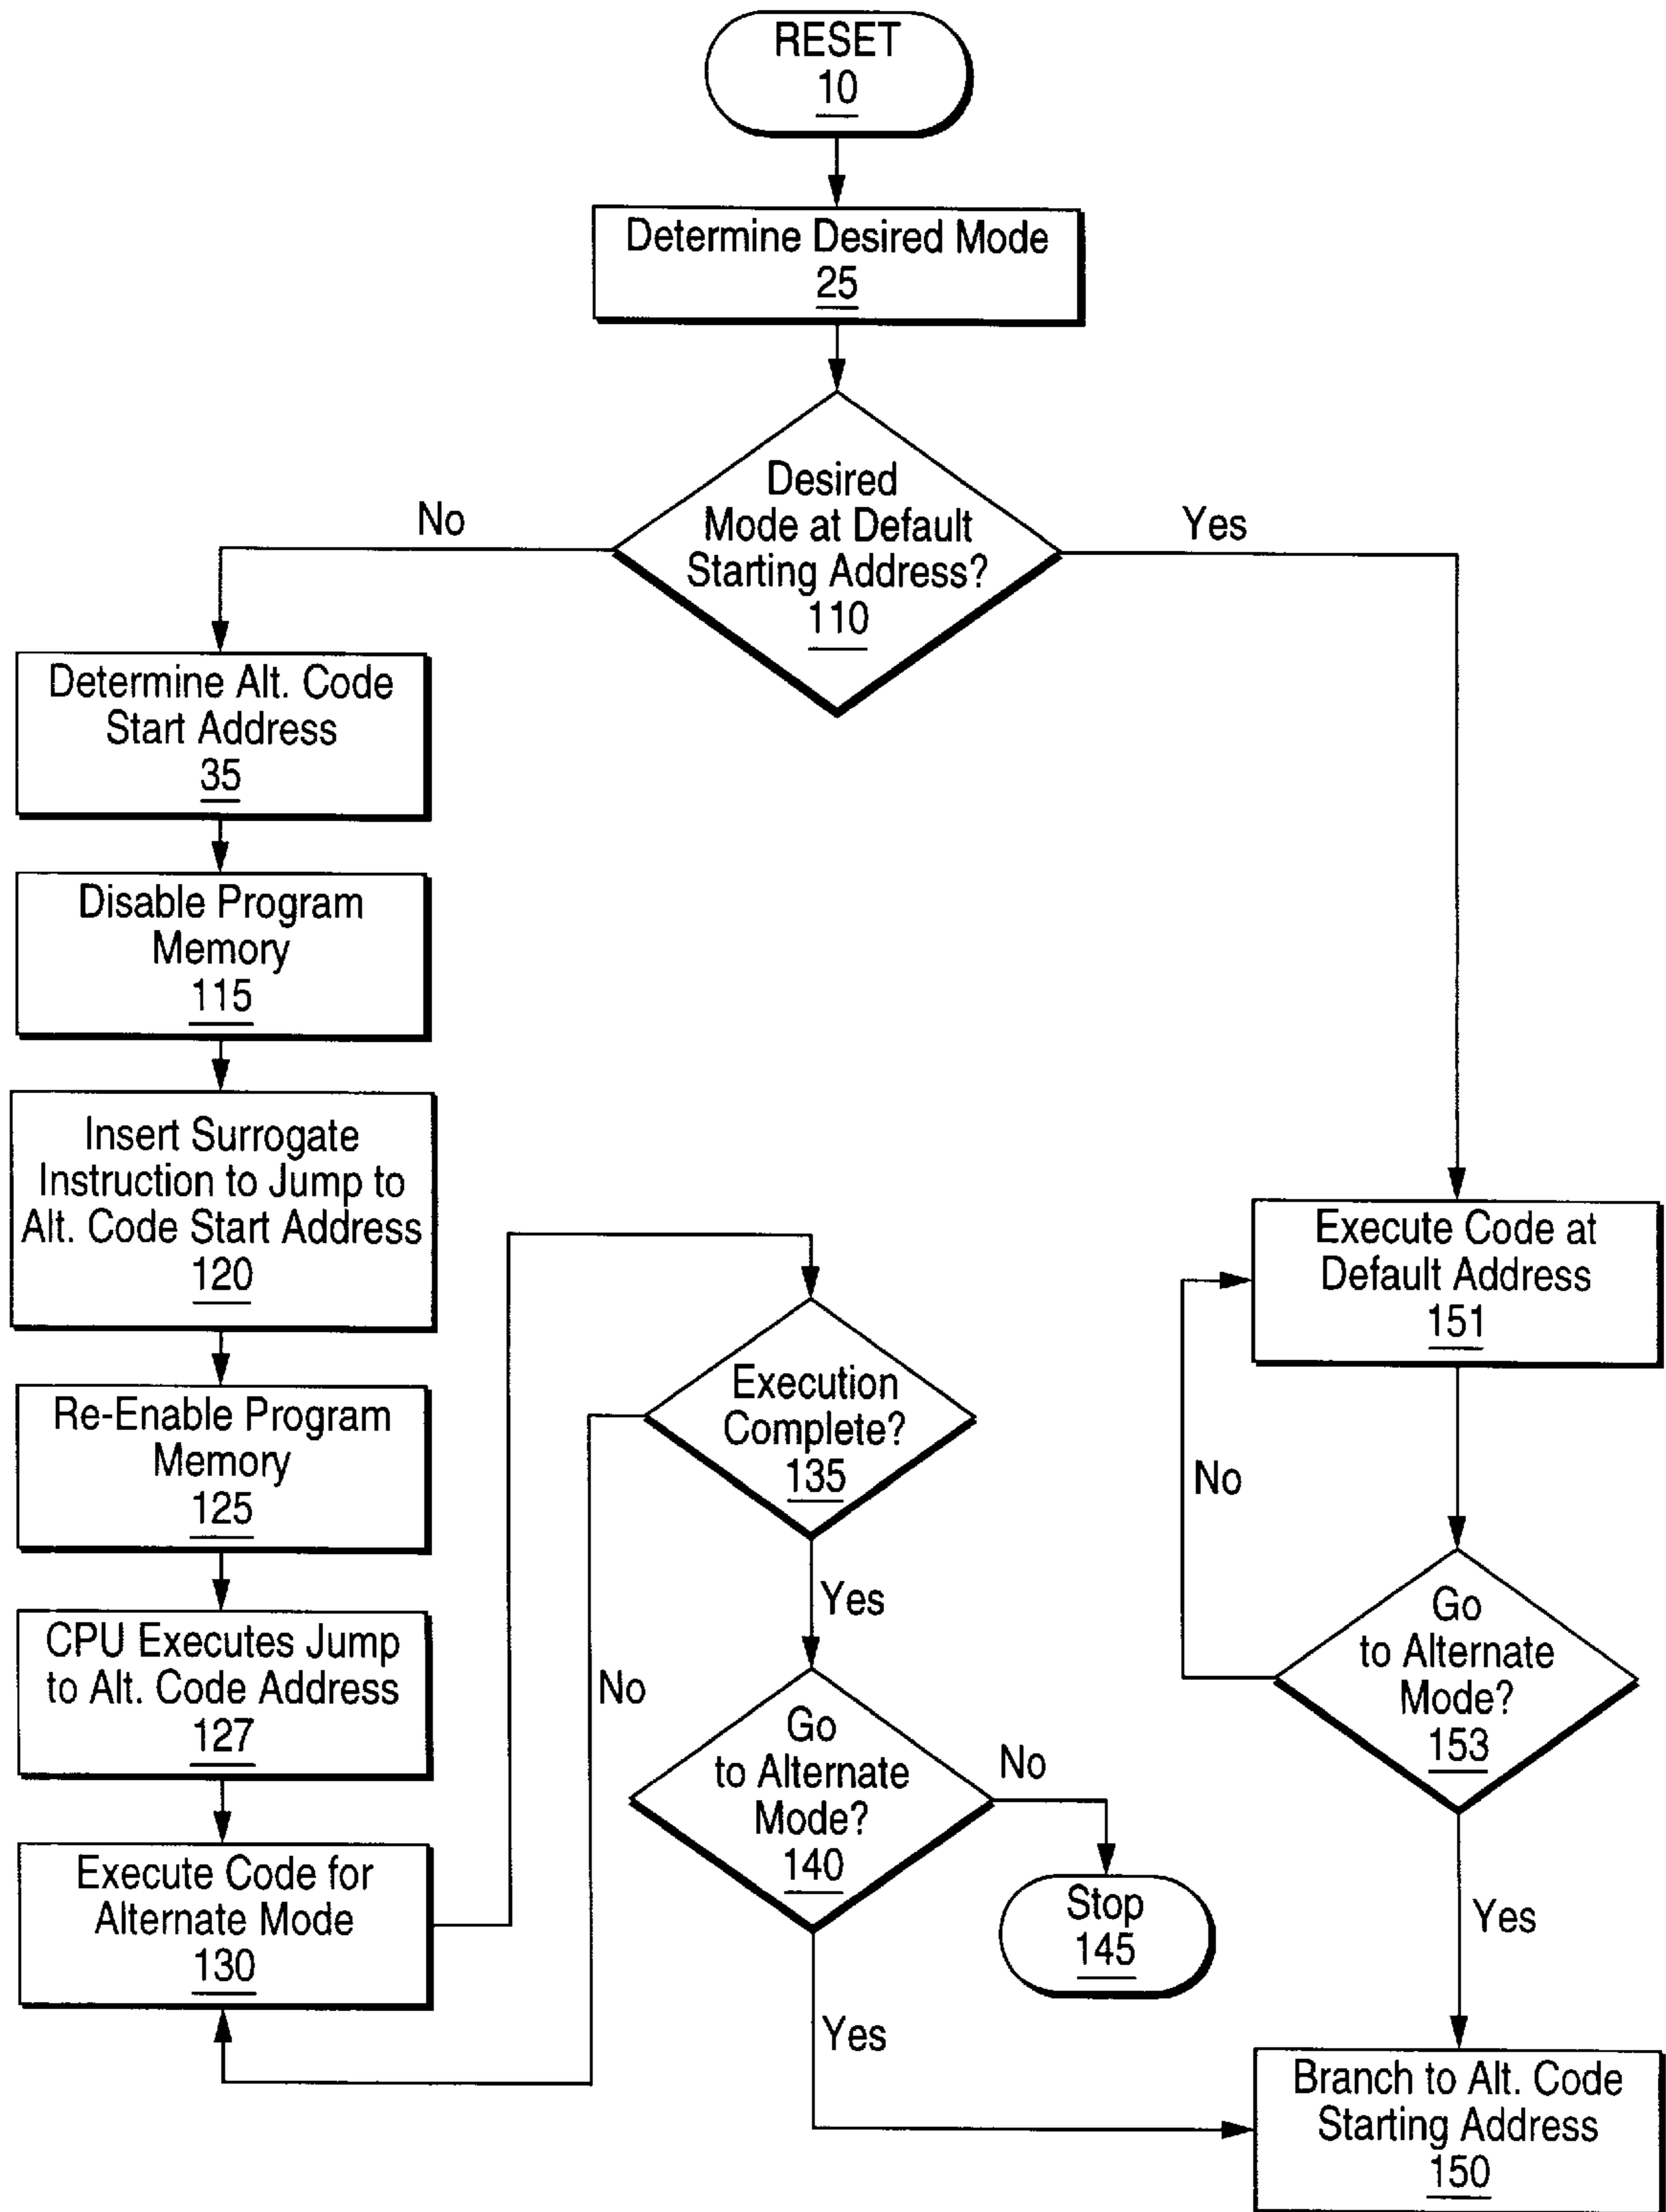 RESET
10
Determine Desired Mode
25
Desired
Mode at Default
Starting Address?
110
No
Yes
Determine Alt. Code
Start Address
35
Disable Program
Memory
115
Insert Surrogate
Instruction to Jump to
Alt. Code Start Address
120
Re-Enable Program
Memory
125
CPU Executes Jump
to Alt. Code Address
127
Execute Code for
Alternate Mode
130
Execution
Complete?
135
No
Yes
Go
to Alternate
Mode?
140
No
Stop
145
Yes
Execute Code at
Default Address
151
No
Go
to Alternate
Mode?
153
Yes
Branch to Alt. Code
Starting Address
150